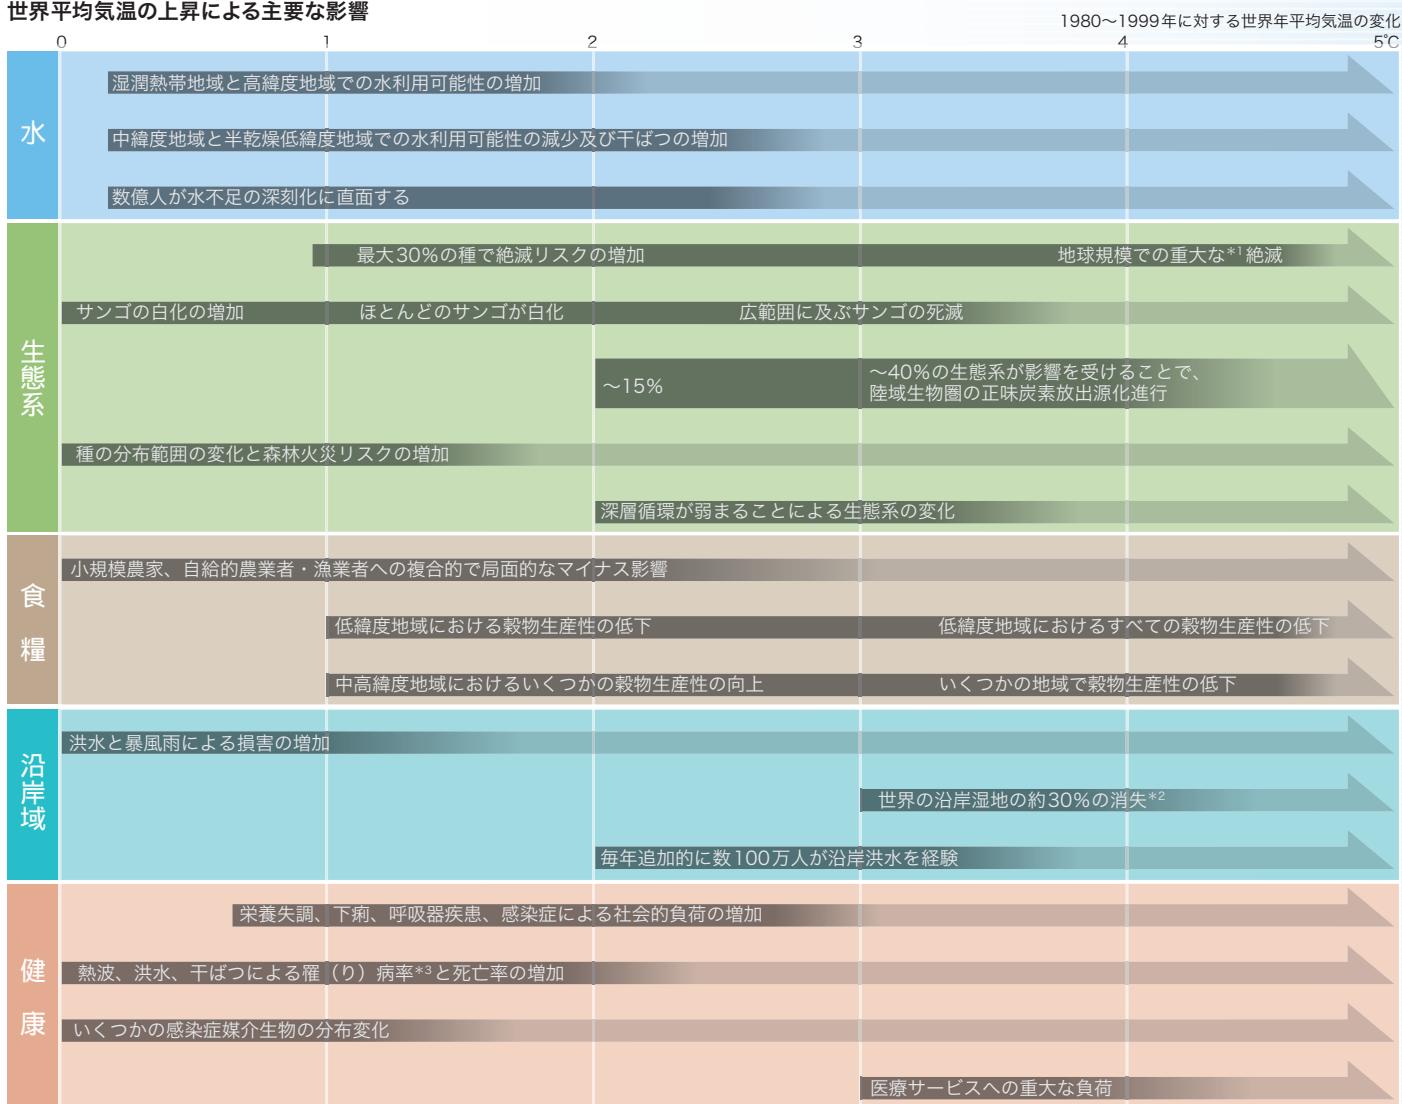 世界平均気温の上昇による主要な影響
1980〜1999年に対する世界年平均気温の変化
0 1 2 3 4 5℃
水
湿潤熱帯地域と高緯度地域での水利用可能性の増加
中緯度地域と半乾燥低緯度地域での水利用可能性の減少及び干ばつの増加
数億人が水不足の深刻化に直面する
生態系
最大30%の種で絶滅リスクの増加 地球規模での重大な*1絶滅
サンゴの白化の増加 ほとんどのサンゴが白化 広範囲に及ぶサンゴの死滅
〜15% 〜40%の生態系が影響を受けることで、
陸域生物圏の正味炭素放出源化進行
種の分布範囲の変化と森林火災リスクの増加
深層循環が弱まることによる生態系の変化
食糧
小規模農家、自給的農業者・漁業者への複合的で局面的なマイナス影響
低緯度地域における穀物生産性の低下 低緯度地域におけるすべての穀物生産性の低下
中高緯度地域におけるいくつかの穀物生産性の向上 いくつかの地域で穀物生産性の低下
沿岸域
洪水と暴風雨による損害の増加
世界の沿岸湿地の約30%の消失*2
毎年追加的に数100万人が沿岸洪水を経験
健康
栄養失調、下痢、呼吸器疾患、感染症による社会的負荷の増加
熱波、洪水、干ばつによる罹（り）病率*3と死亡率の増加
いくつかの感染症媒介生物の分布変化
医療サービスへの重大な負荷